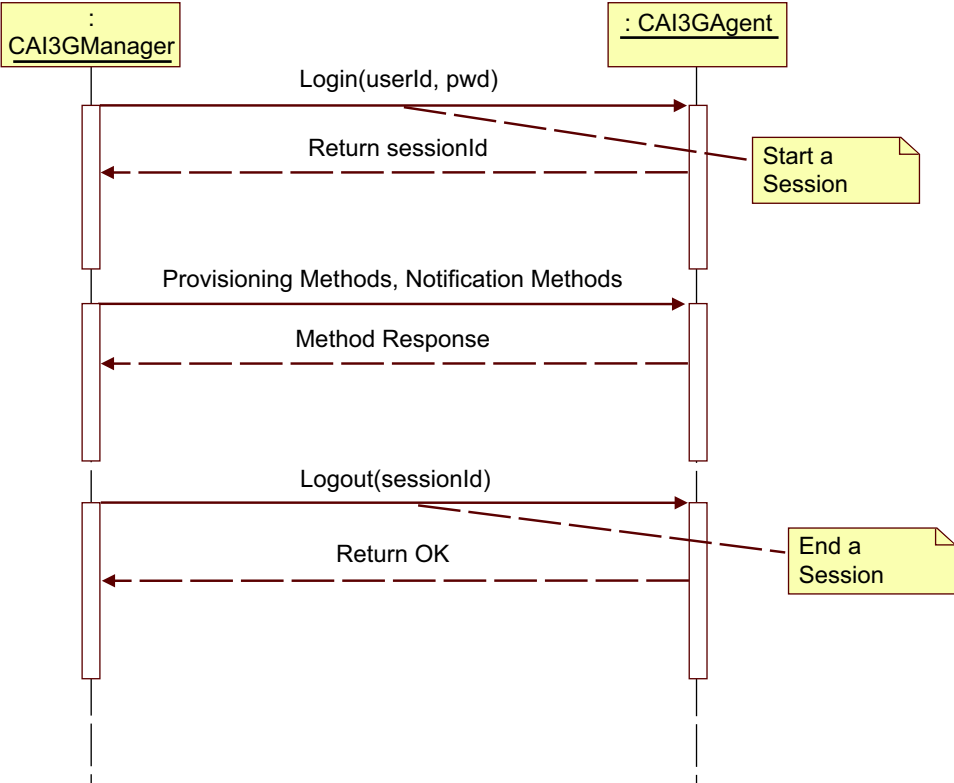 :
CAI3GManager
: CAI3GAgent
Login(userId, pwd)
Return sessionId
Start a
Session
Provisioning Methods, Notification Methods
Method Response
Logout(sessionId)
Return OK
End a
Session